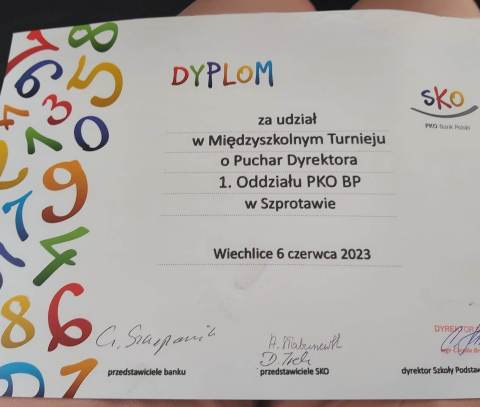 DYPLOM
SKO
PKO Bank Polski
za udział
w Międzyszkolnym Turnieju
o Puchar Dyrektora
1. Oddziału PKO BP
w Szprotawie
Wiechlice 6 czerwca 2023
DYREKTOR
przedstawiciele banku
przedstawiciele SKO
dyrektor Szkoły Podstaw